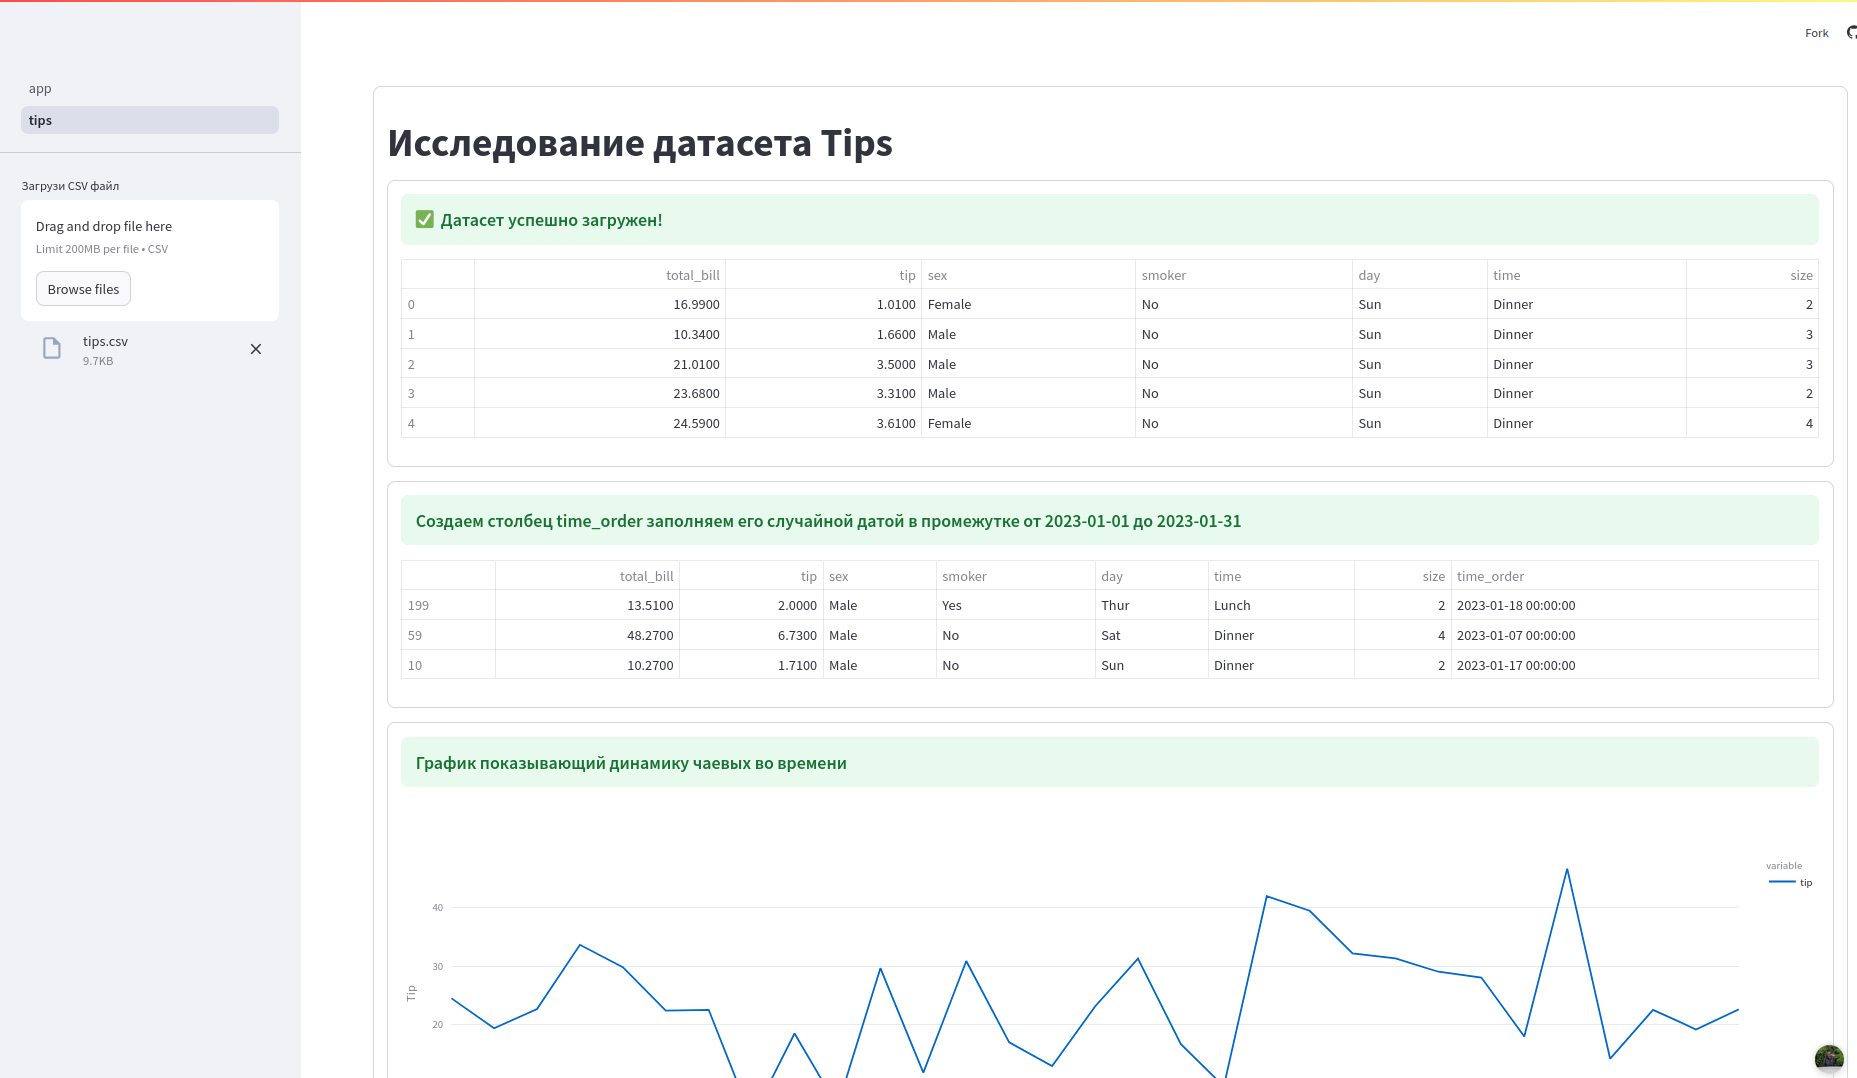 Fork
app
tips
Загрузи CSV файл
Drag and drop file here
Limit 200MB per file • CSV
Browse files
tips.csv
9.7KB
Исследование датасета Tips
✅ Датасет успешно загружен!
total_bill tip sex smoker day time size
0 16.9900 1.0100 Female No Sun Dinner 2
1 10.3400 1.6600 Male No Sun Dinner 3
2 21.0100 3.5000 Male No Sun Dinner 3
3 23.6800 3.3100 Male No Sun Dinner 2
4 24.5900 3.6100 Female No Sun Dinner 4
Создаем столбец time_order заполняем его случайной датой в промежутке от 2023-01-01 до 2023-01-31
total_bill tip sex smoker day time size time_order
199 13.5100 2.0000 Male Yes Thur Lunch 2 2023-01-18 00:00:00
59 48.2700 6.7300 Male No Sat Dinner 4 2023-01-07 00:00:00
10 10.2700 1.7100 Male No Sun Dinner 2 2023-01-17 00:00:00
График показывающий динамику чаевых во времени
variable
tip
40
30
Tip
20